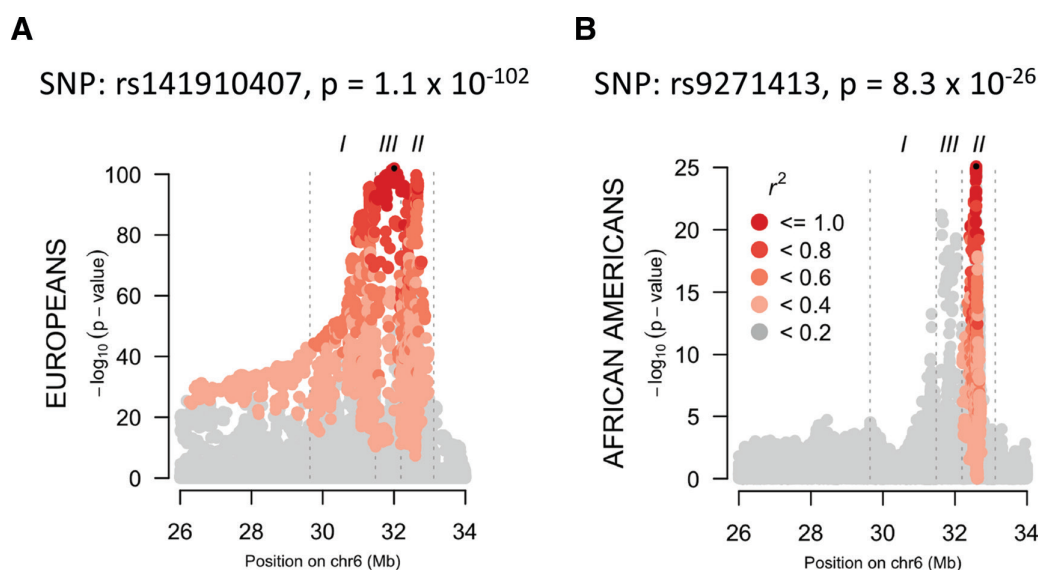 A
SNP: rs141910407, p = 1.1 x 10-102
I III II
EUROPEANS
−log10 (p − value)
100
80
60
40
20
0
26 28 30 32 34
Position on chr6 (Mb)
B
SNP: rs9271413, p = 8.3 x 10-26
I III II
AFRICAN AMERICANS
−log10 (p − value)
25
20
15
10
5
0
r2
<= 1.0
< 0.8
< 0.6
< 0.4
< 0.2
26 28 30 32 34
Position on chr6 (Mb)